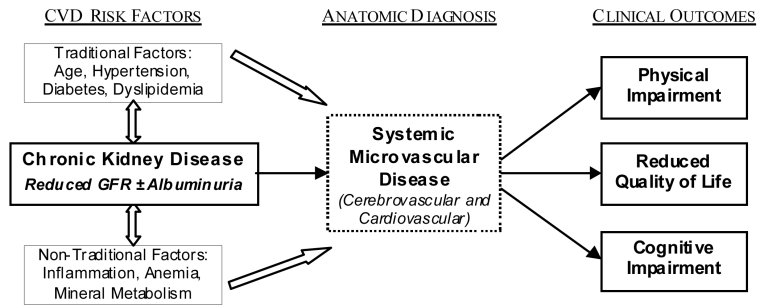 CVD RISK FACTORS
ANATOMIC DIAGNOSIS
CLINICAL OUTCOMES
Traditional Factors:
Age, Hypertension,
Diabetes, Dyslipidemia
Chronic Kidney Disease
Reduced GFR ± Albuminuria
Non-Traditional Factors:
Inflammation, Anemia,
Mineral Metabolism
Systemic
Microvascular
Disease
(Cerebrovascular and
Cardiovascular)
Physical
Impairment
Reduced
Quality of Life
Cognitive
Impairment